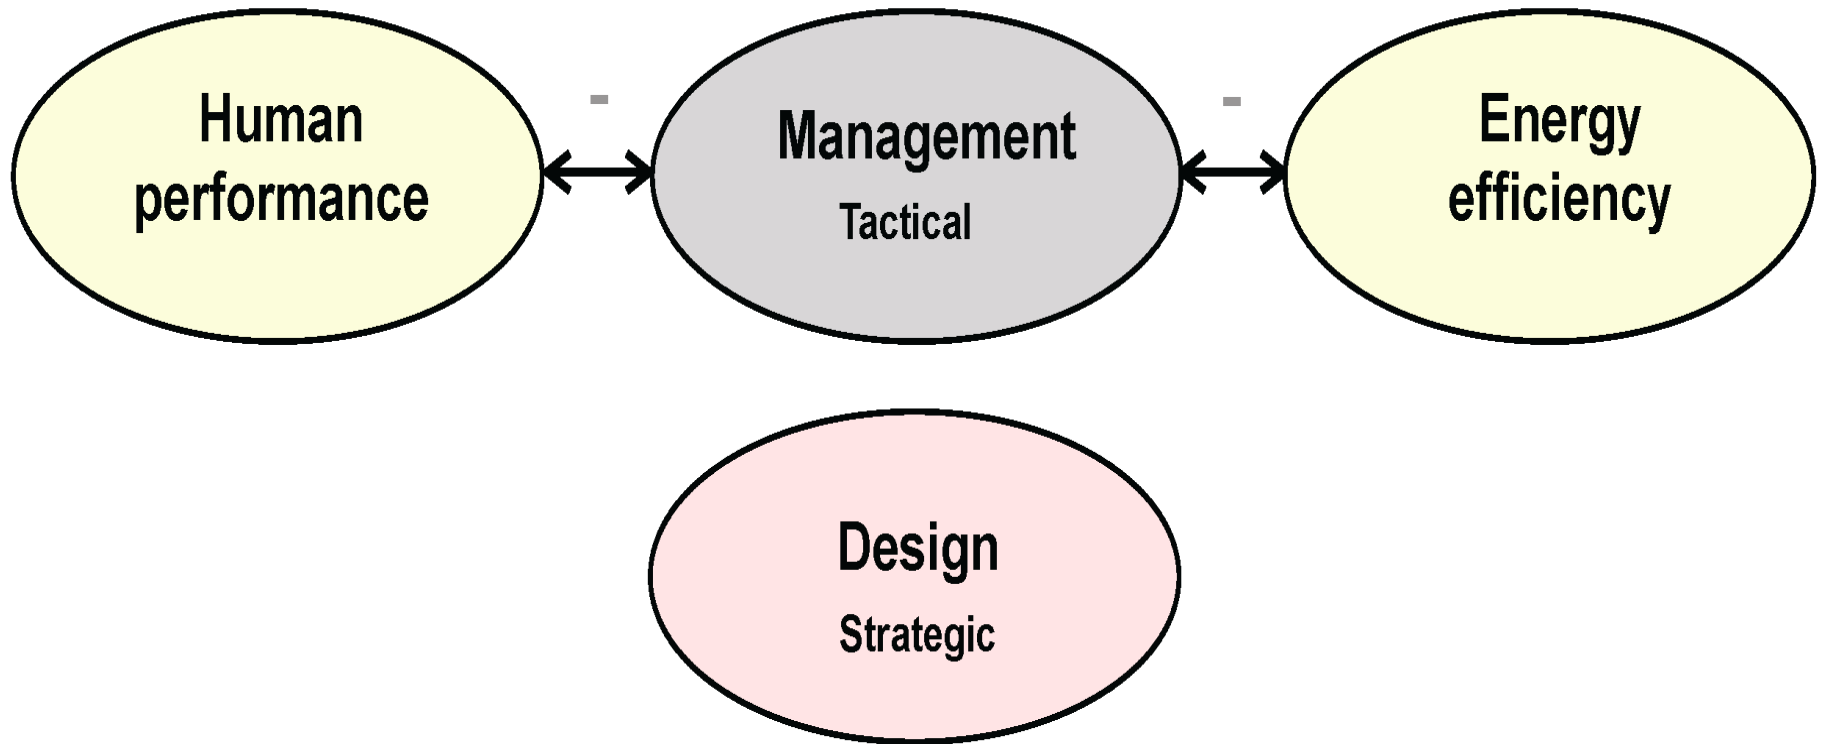 Human
performance
-
Management
Tactical
-
Energy
efficiency
Design
Strategic